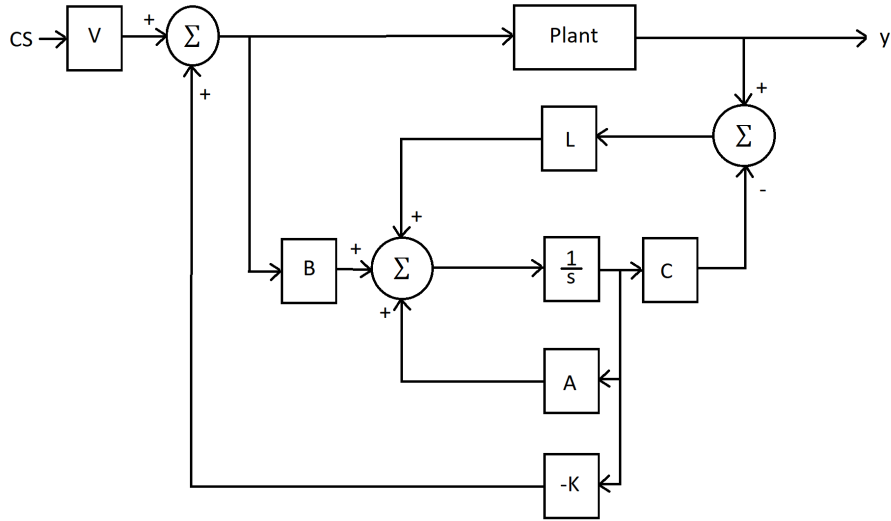 CS
V
+
Σ
+
Plant
y
+
Σ
-
L
+
B
+
Σ
+
1
s
C
A
-K